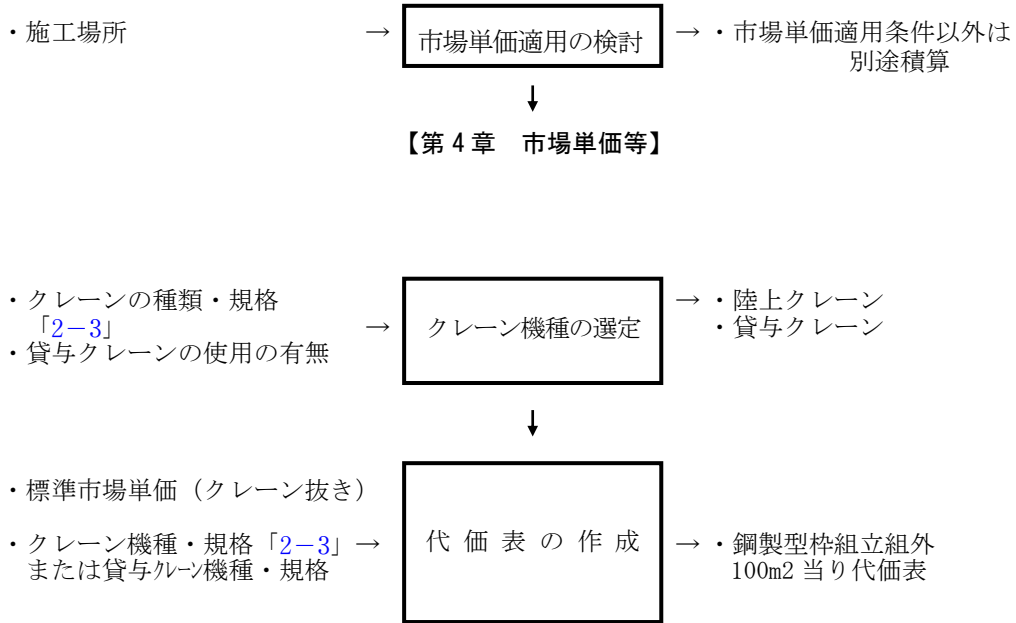 ・施工場所 → 市場単価適用の検討 → ・市場単価適用条件以外は
別途積算
↓
【第4章 市場単価等】
・クレーンの種類・規格
「2-3」
・貸与クレーンの使用の有無
→ クレーン機種の選定 → ・陸上クレーン
・貸与クレーン
↓
・標準市場単価（クレーン抜き）
・クレーン機種・規格「2-3」→ 代 価 表 の 作 成 → ・鋼製型枠組立組外
または貸与ｸﾚｰﾝ機種・規格
100m2 当り代価表